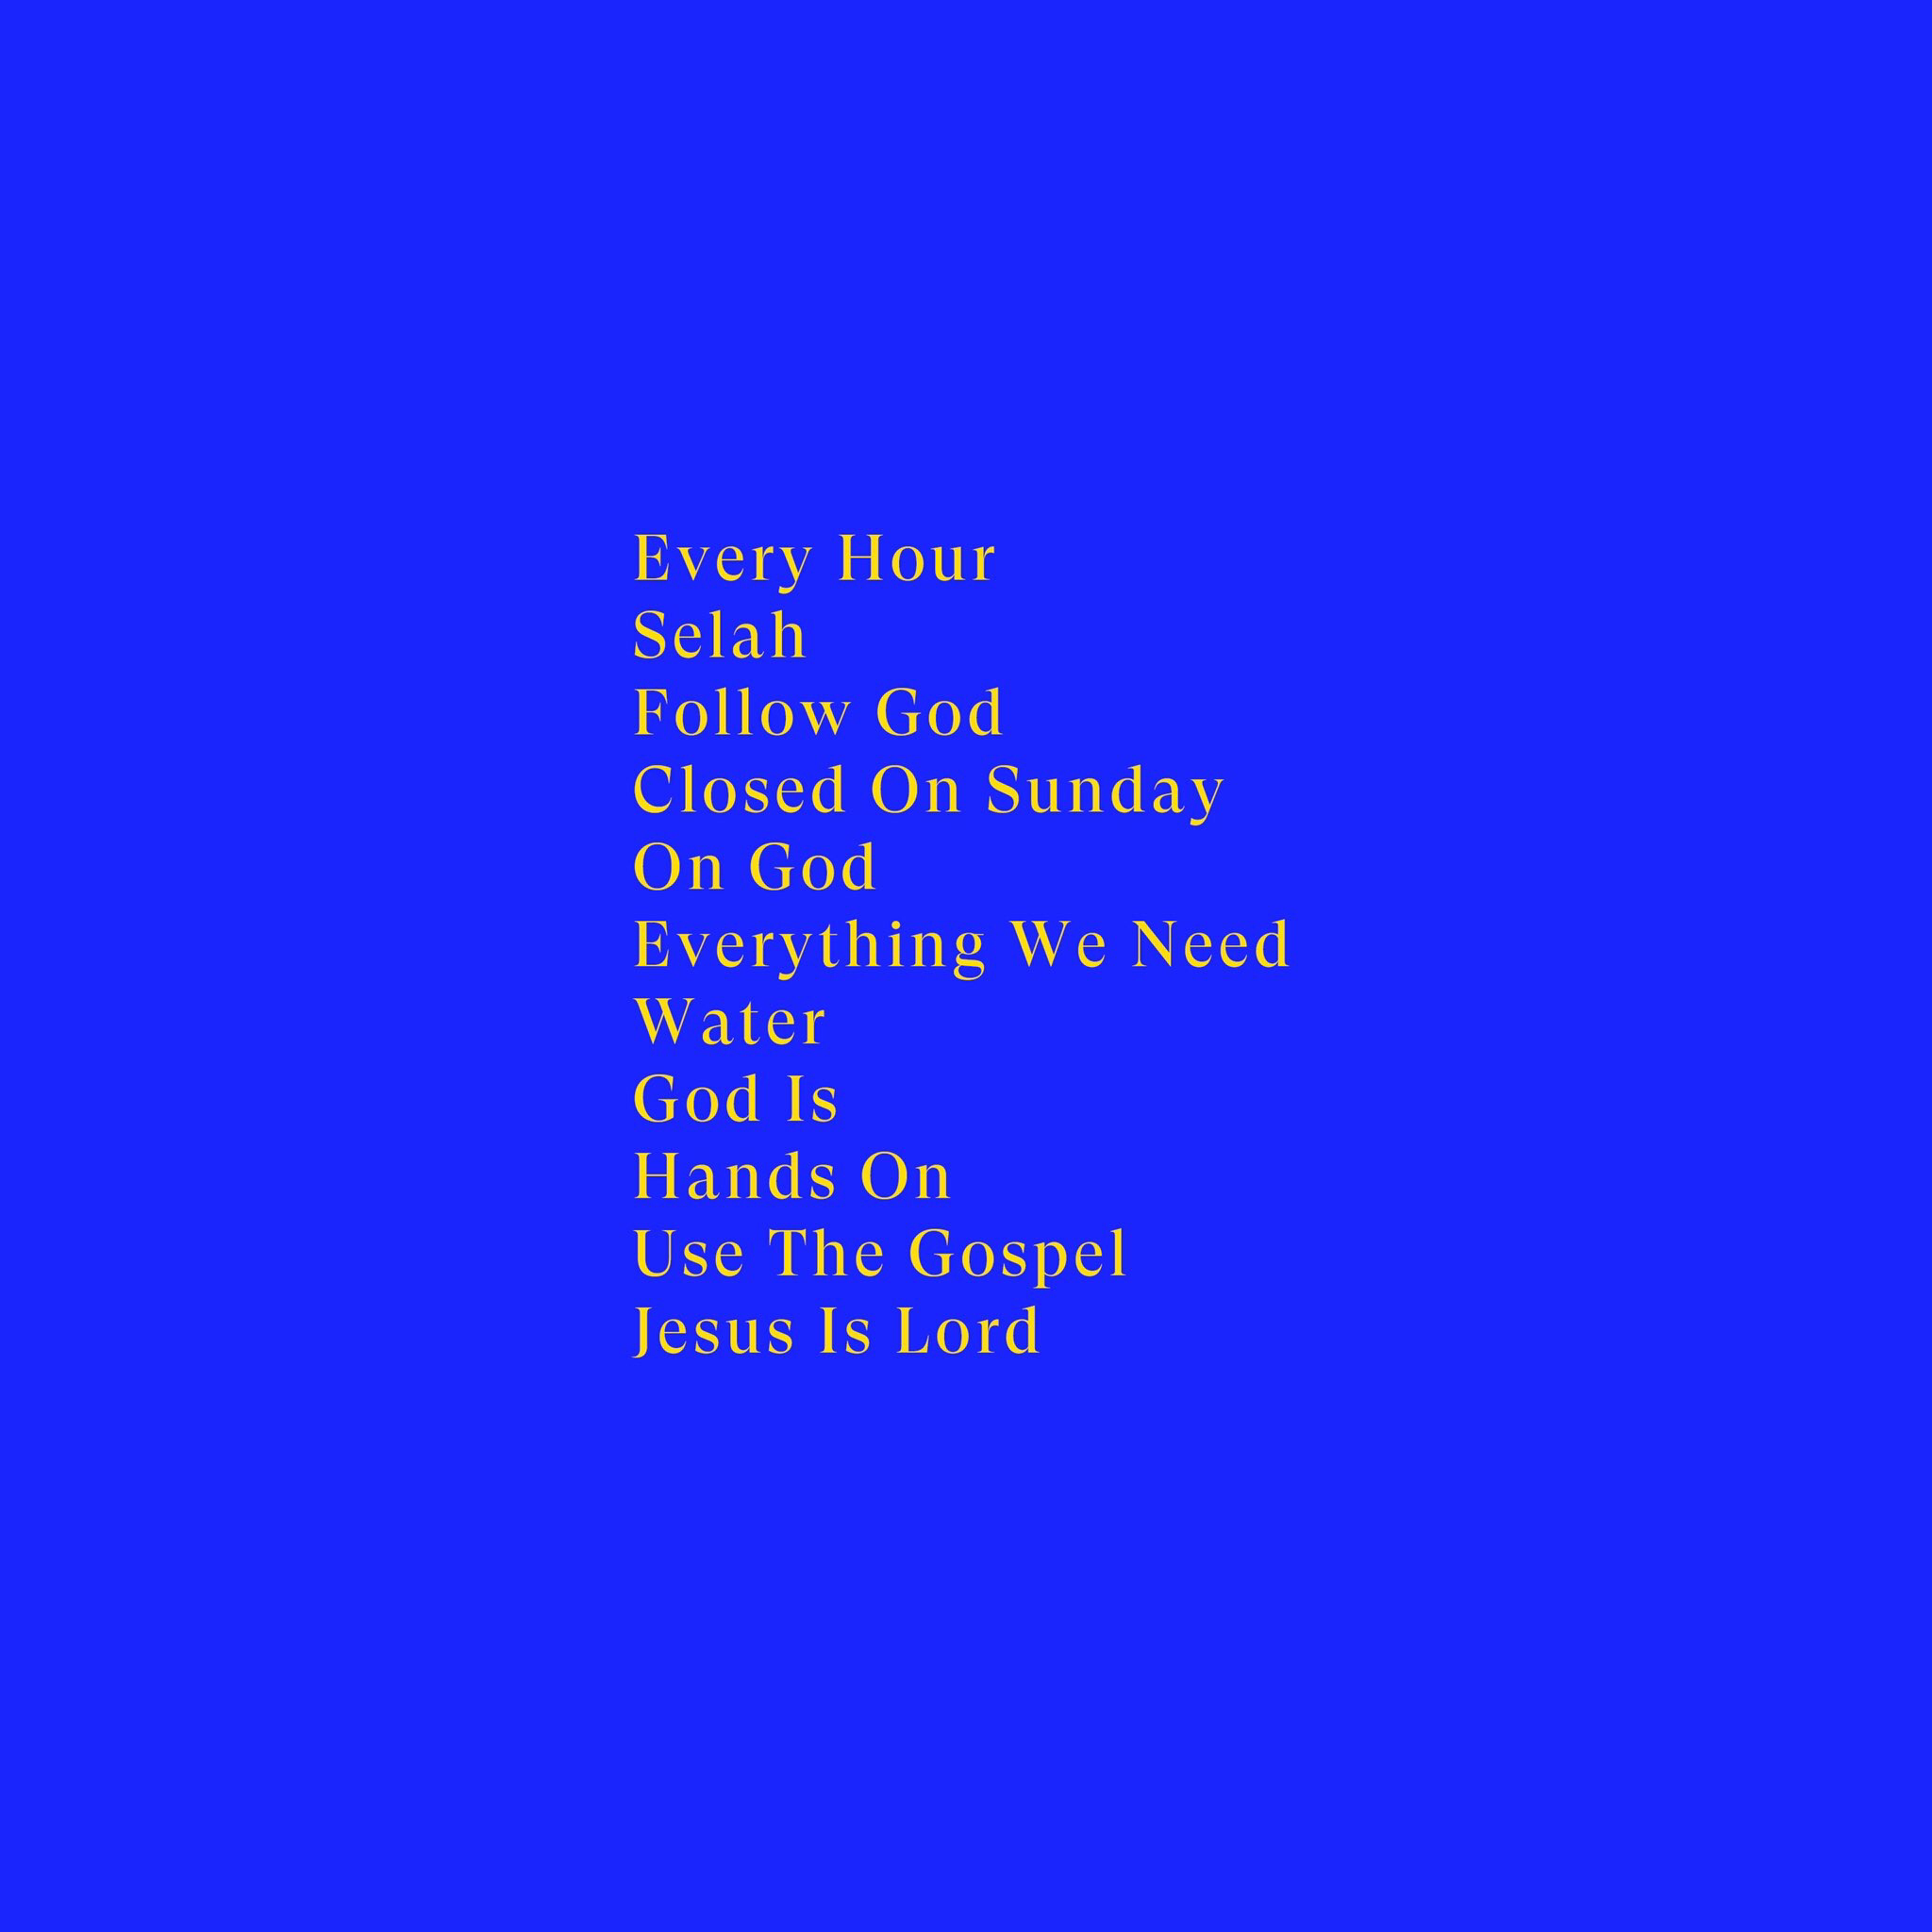 Every Hour
Selah
Follow God
Closed On Sunday
On God
Everything We Need
Water
God Is
Hands On
Use The Gospel
Jesus Is Lord